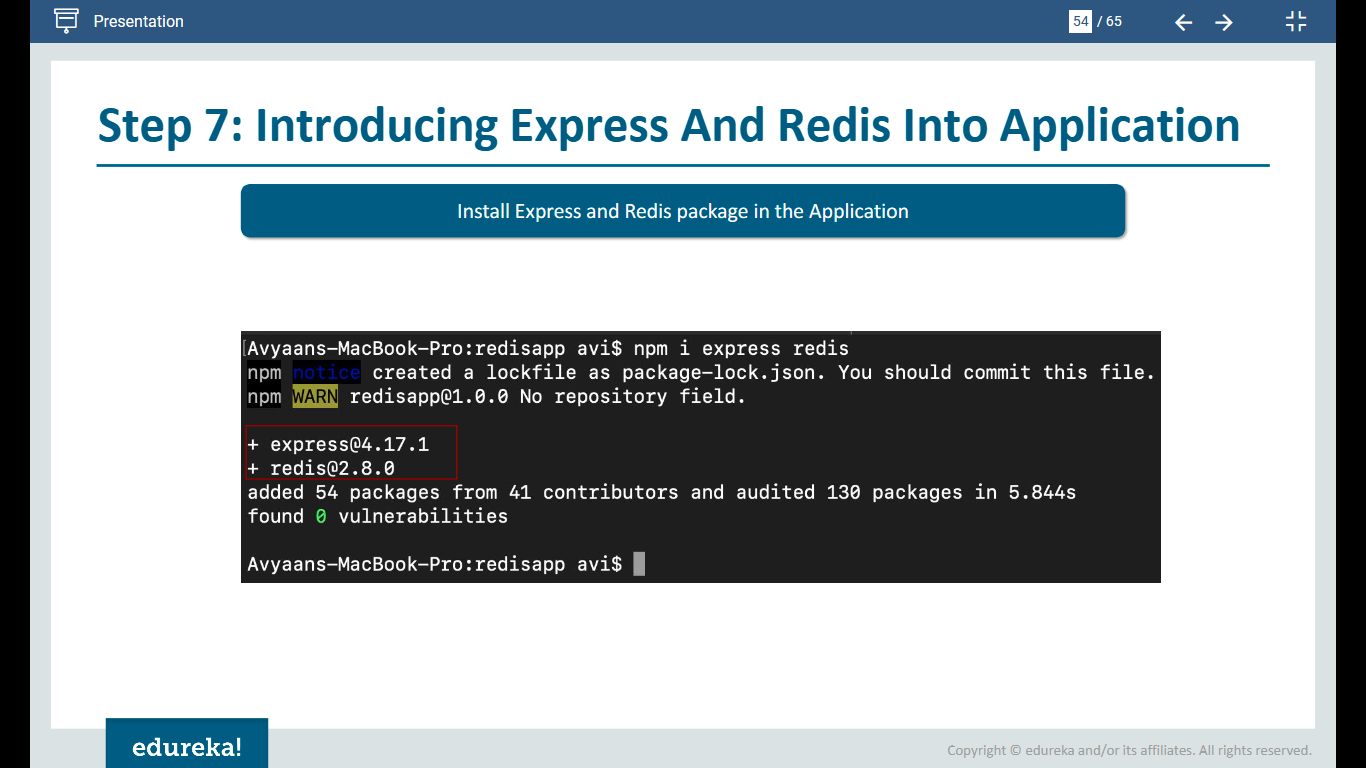 Presentation
54 / 65
Step 7: Introducing Express And Redis Into Application
Install Express and Redis package in the Application
[Avyaans-MacBook-Pro:redisapp avi$ npm i express redis
npm notice created a lockfile as package-lock.json. You should commit this file.
npm WARN redisapp@1.0.0 No repository field.
+ express@4.17.1
+ redis@2.8.0
added 54 packages from 41 contributors and audited 130 packages in 5.844s
found 0 vulnerabilities
Avyaans-MacBook-Pro:redisapp avi$
edureka!
Copyright © edureka and/or its affiliates. All rights reserved.